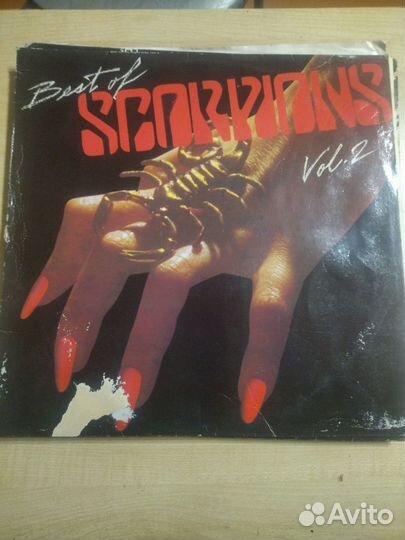 Best of
SCORPIONS
Vol. 2
Avito